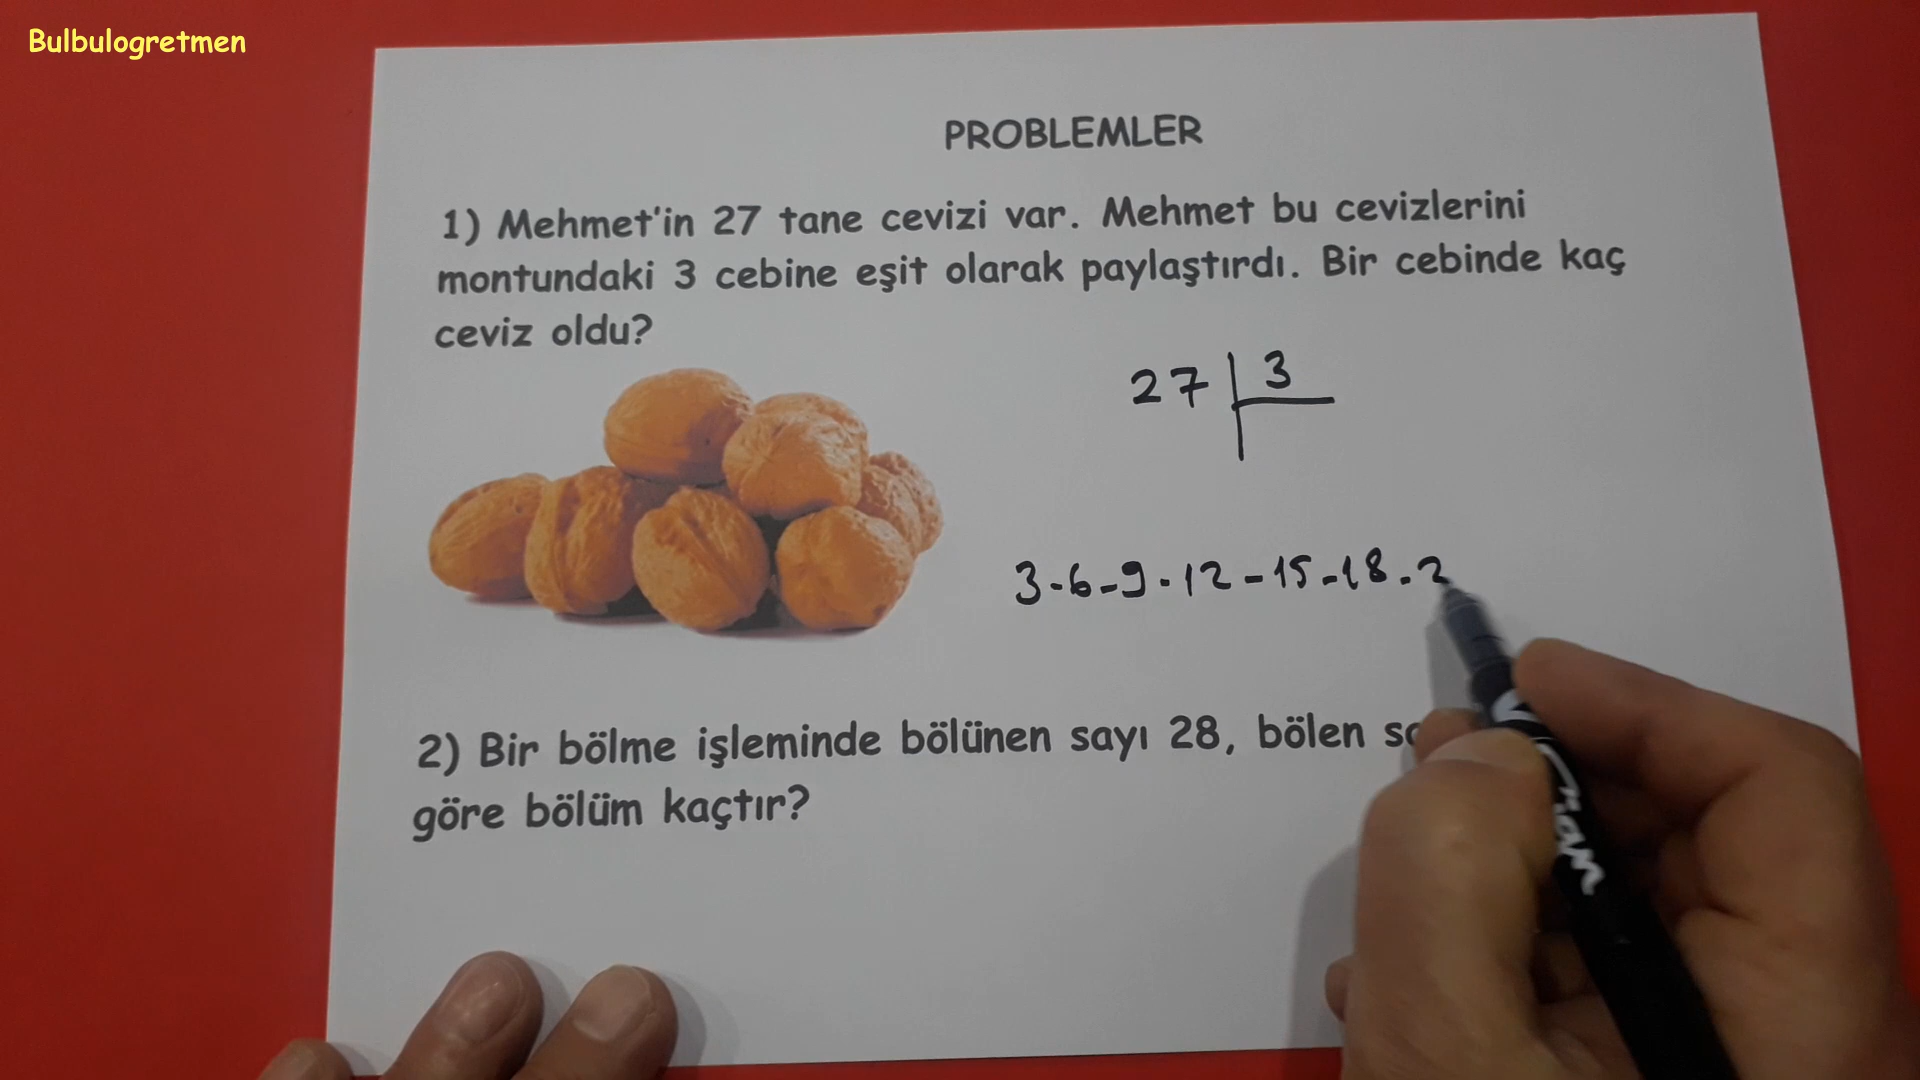 Bulbulogretmen
PROBLEMLER
1) Mehmet'in 27 tane cevizi var. Mehmet bu cevizlerini
montundaki 3 cebine eşit olarak paylaştırdı. Bir cebinde kaç
ceviz oldu?
27 3
3-6-9-12-15-18-2
2) Bir bölme işleminde bölünen sayı 28, bölen
göre bölüm kaçtır?